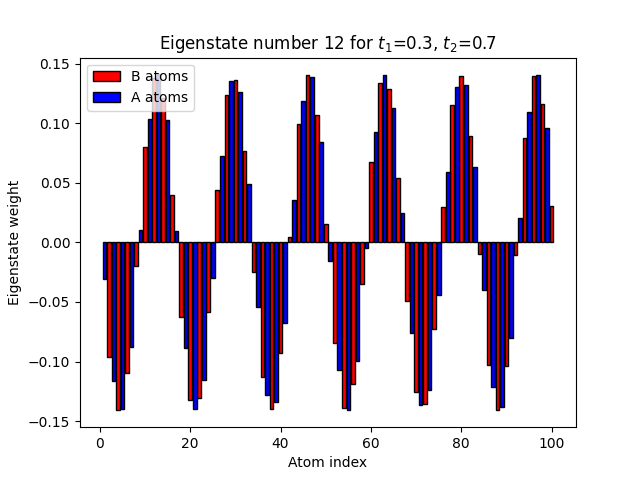 Eigenstate number 12 for t₁=0.3, t₂=0.7
B atoms
A atoms
Eigenstate weight
0.15
0.10
0.05
0.00
−0.05
−0.10
−0.15
0 20 40 60 80 100
Atom index